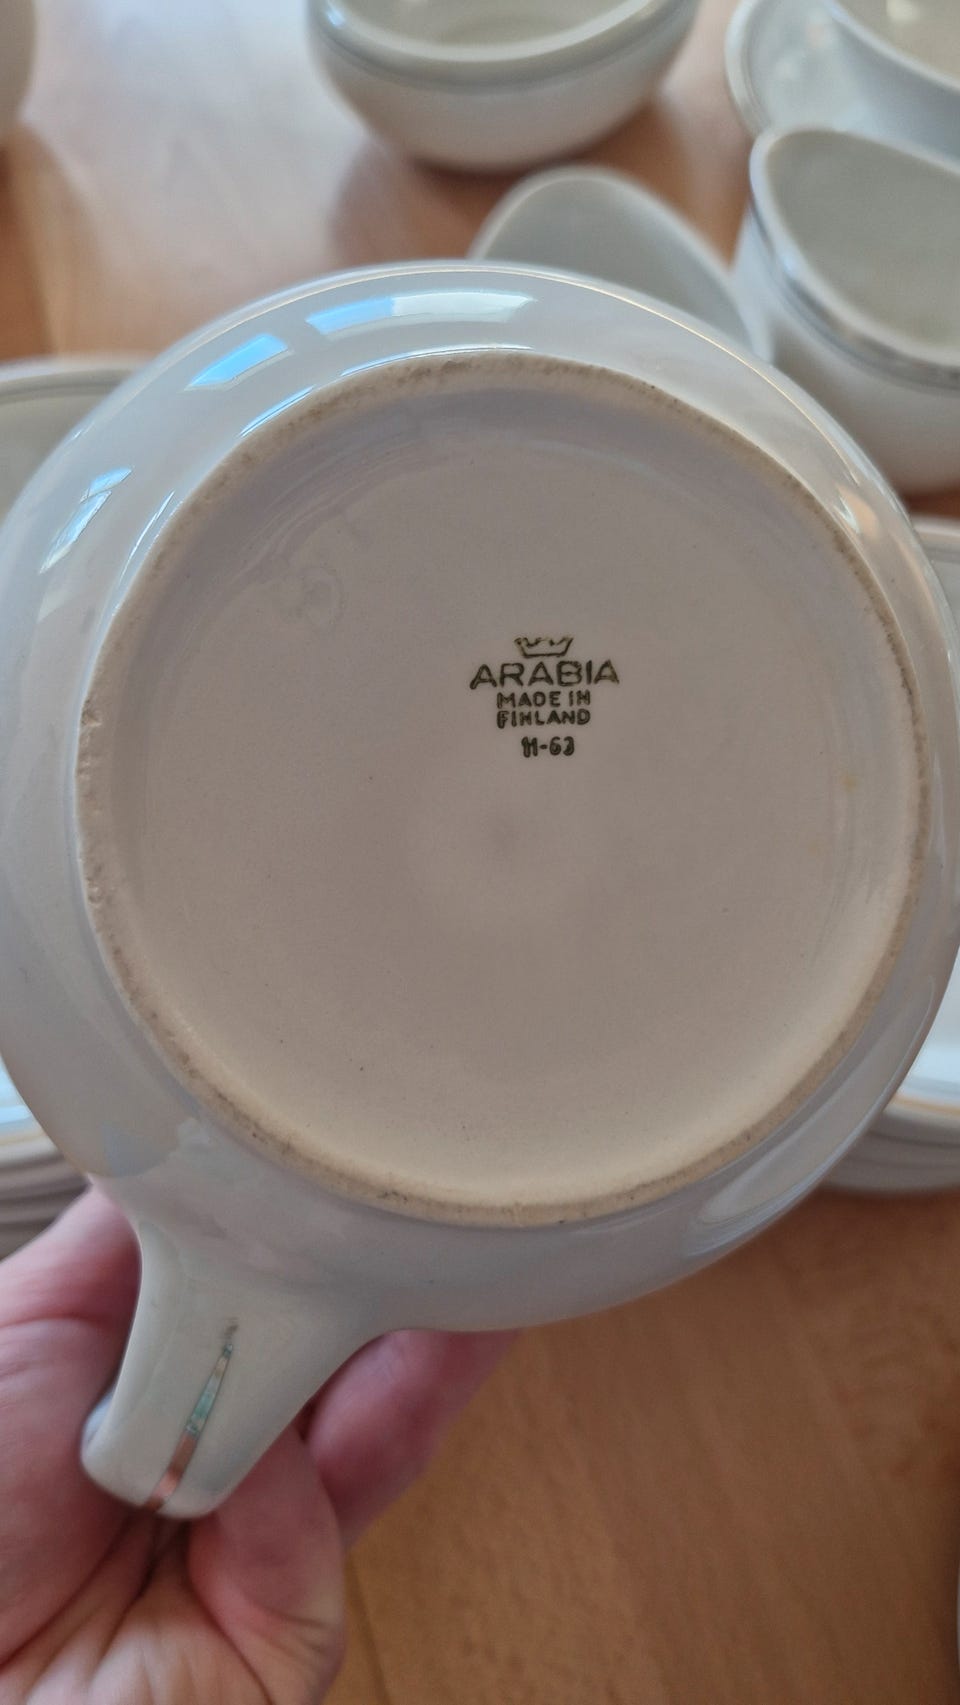 ARABIA
MADE IN
FINLAND
11-63